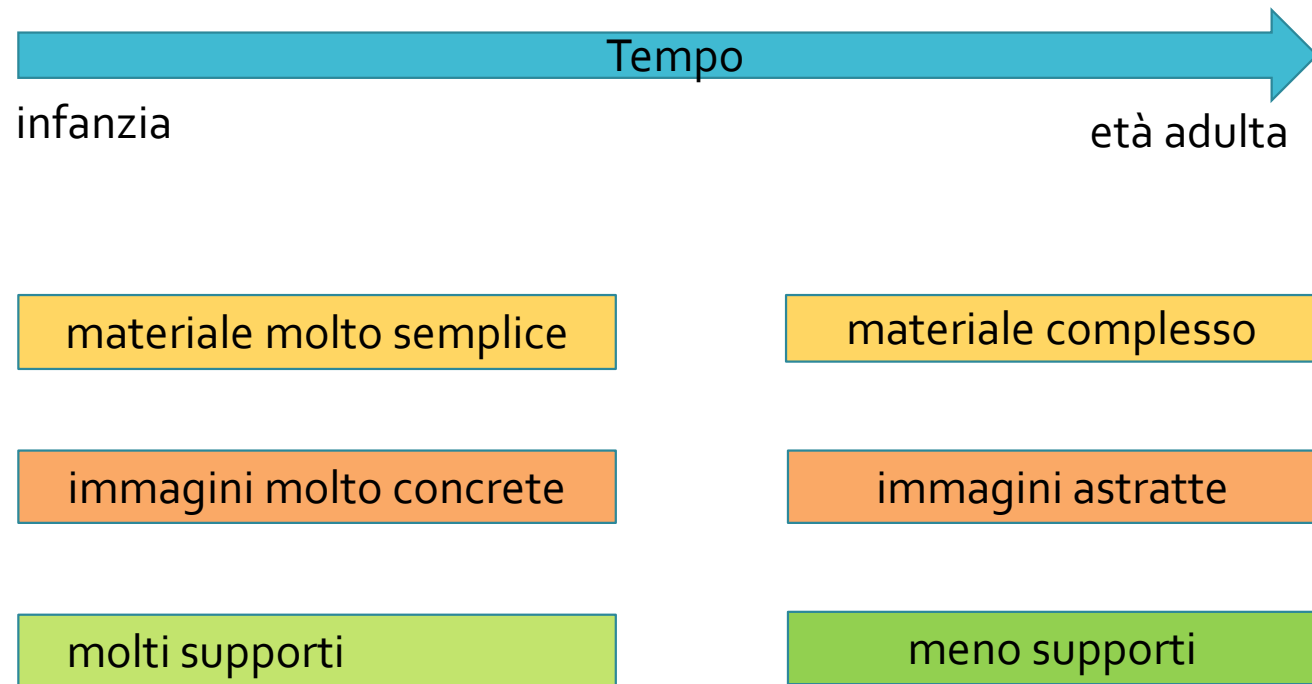 Tempo
infanzia
età adulta
materiale molto semplice
materiale complesso
immagini molto concrete
immagini astratte
molti supporti
meno supporti